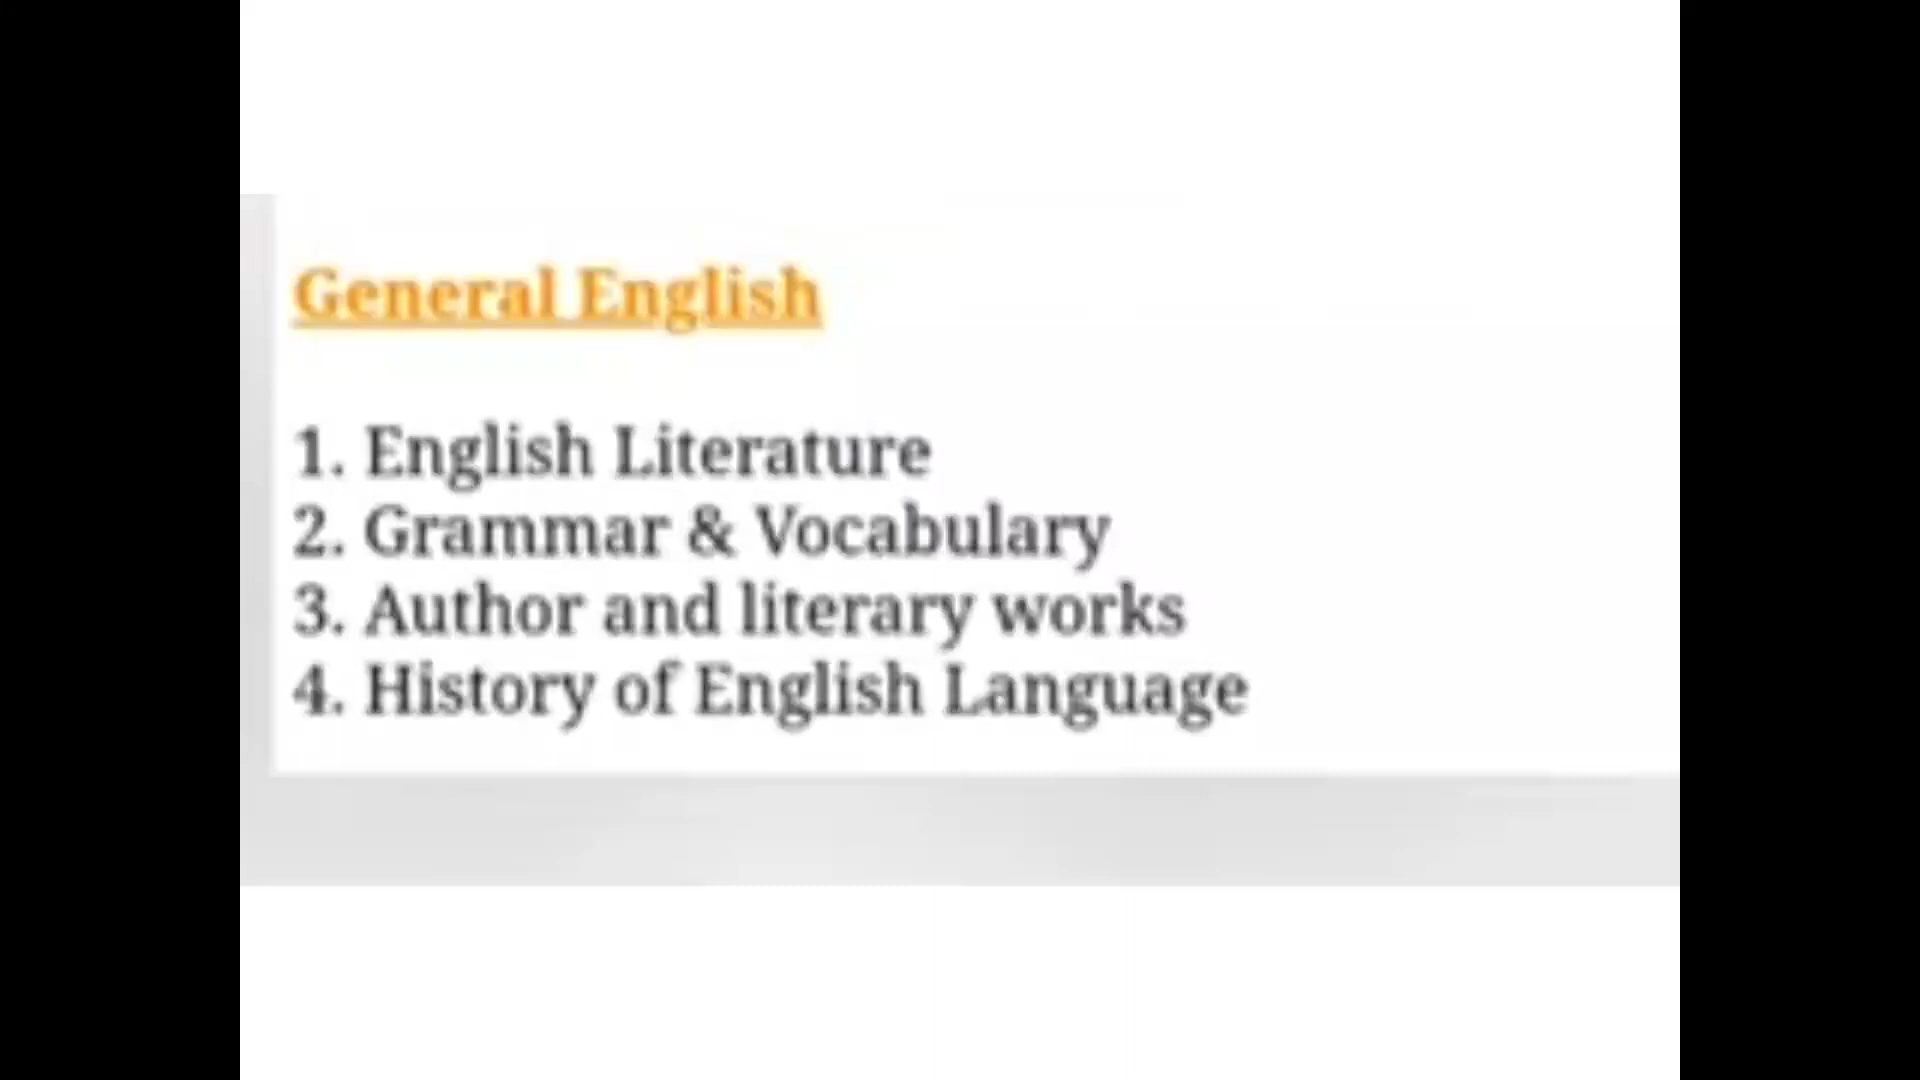 General English
1. English Literature
2. Grammar & Vocabulary
3. Author and literary works
4. History of English Language